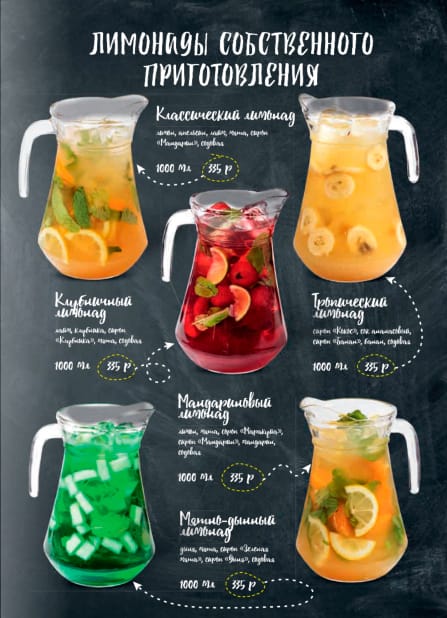 ЛИМОНАДЫ СОБСТВЕННОГО
ПРИГОТОВЛЕНИЯ
Классический лимонад
лимон, апельсин, лайм, мята, сироп
«Мандарин», содовая
1000 мл 335 Р
Клубничный
лимонад
лайм, клубника, сироп
«Клубника», мята, содовая
1000 мл 335 Р
Тропический
лимонад
сироп «Кокос», сок ананасовый,
сироп «Банан», банан, содовая
1000 мл 335 Р
Мандариновый
лимонад
лимон, мята, сироп «Маракуйя»,
сироп «Мандарин», мандарин,
содовая
1000 мл 335 Р
Мятно-дынный
лимонад
дыня, мята, сироп «Зеленая
мята», сироп «Дыня», содовая
1000 мл 335 Р